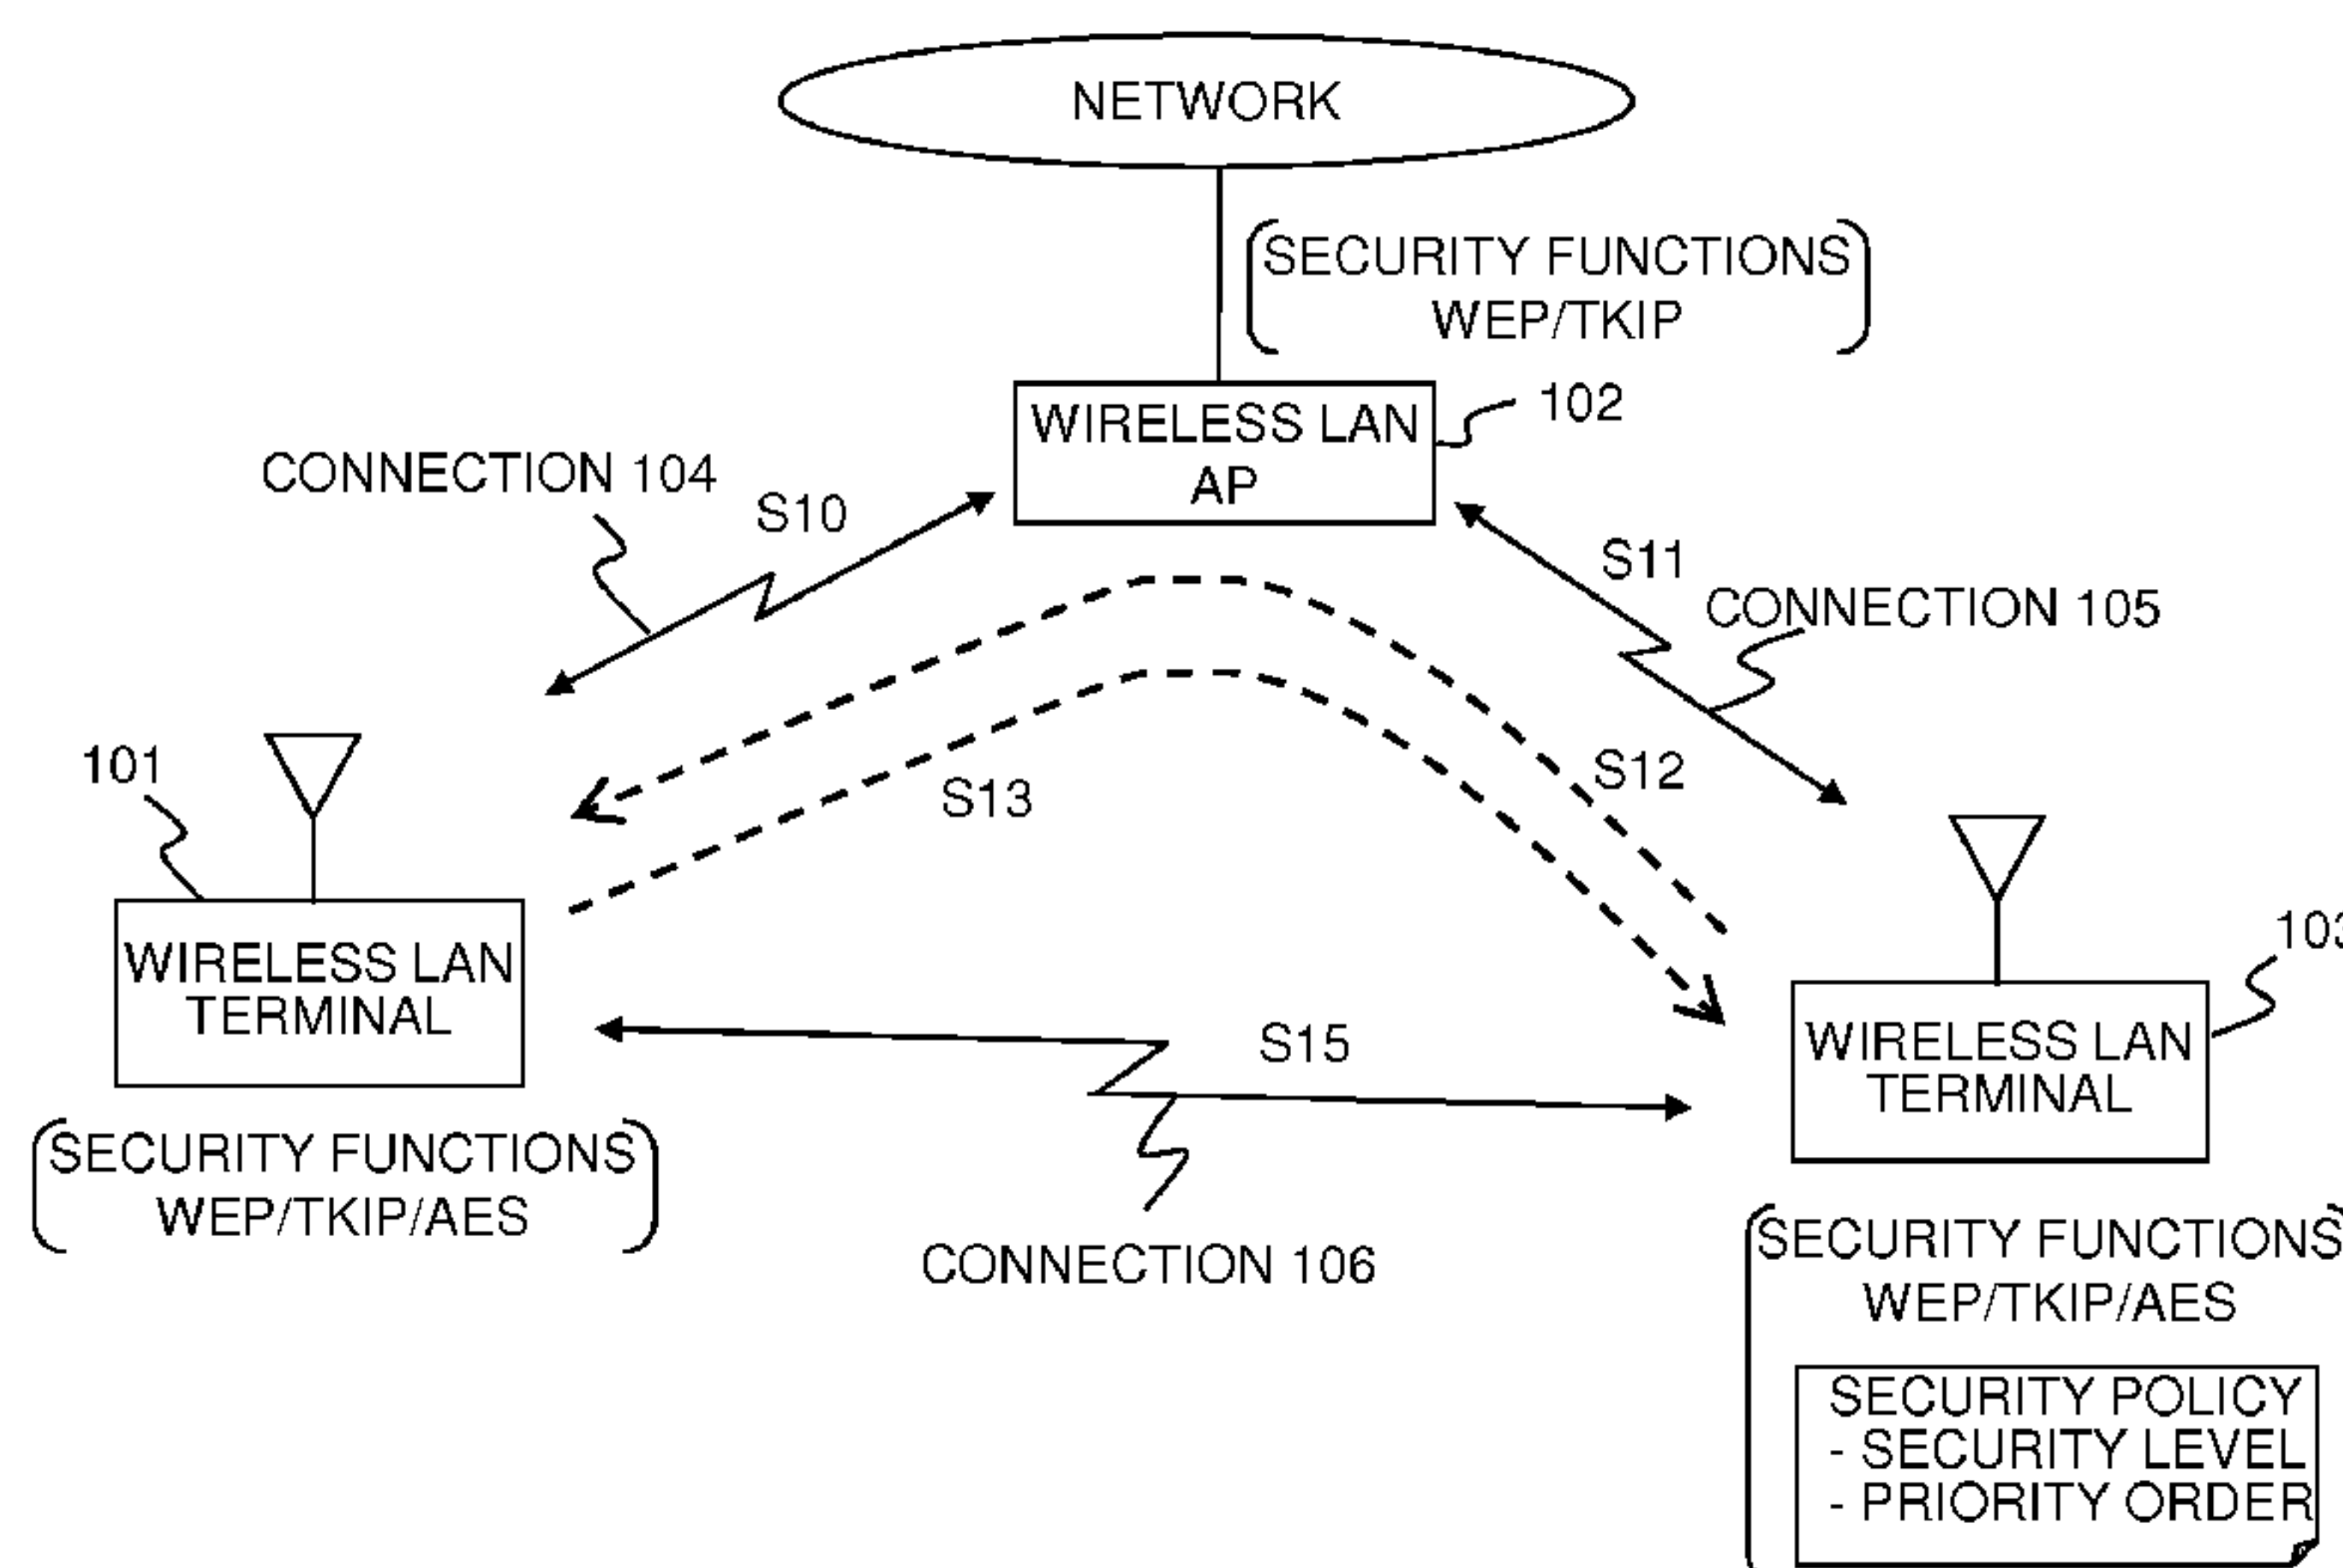 NETWORK
SECURITY FUNCTIONS
WEP/TKIP
WIRELESS LAN
AP
102
CONNECTION 104
S10
S11
CONNECTION 105
S12
S13
101
WIRELESS LAN
TERMINAL
SECURITY FUNCTIONS
WEP/TKIP/AES
S15
CONNECTION 106
103
WIRELESS LAN
TERMINAL
SECURITY FUNCTIONS
WEP/TKIP/AES
SECURITY POLICY
- SECURITY LEVEL
- PRIORITY ORDER